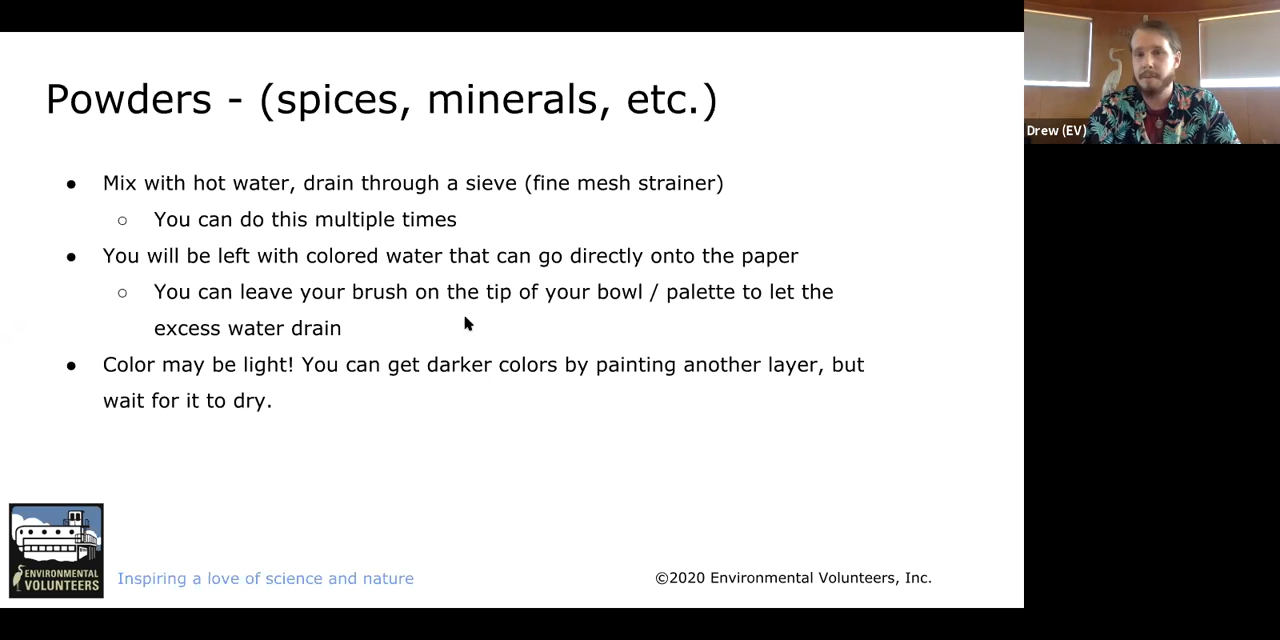 Powders - (spices, minerals, etc.)
Drew (EV)
● Mix with hot water, drain through a sieve (fine mesh strainer)
○ You can do this multiple times
● You will be left with colored water that can go directly onto the paper
○ You can leave your brush on the tip of your bowl / palette to let the
excess water drain
● Color may be light! You can get darker colors by painting another layer, but
wait for it to dry.
ENVIRONMENTAL
VOLUNTEERS
Inspiring a love of science and nature
©2020 Environmental Volunteers, Inc.